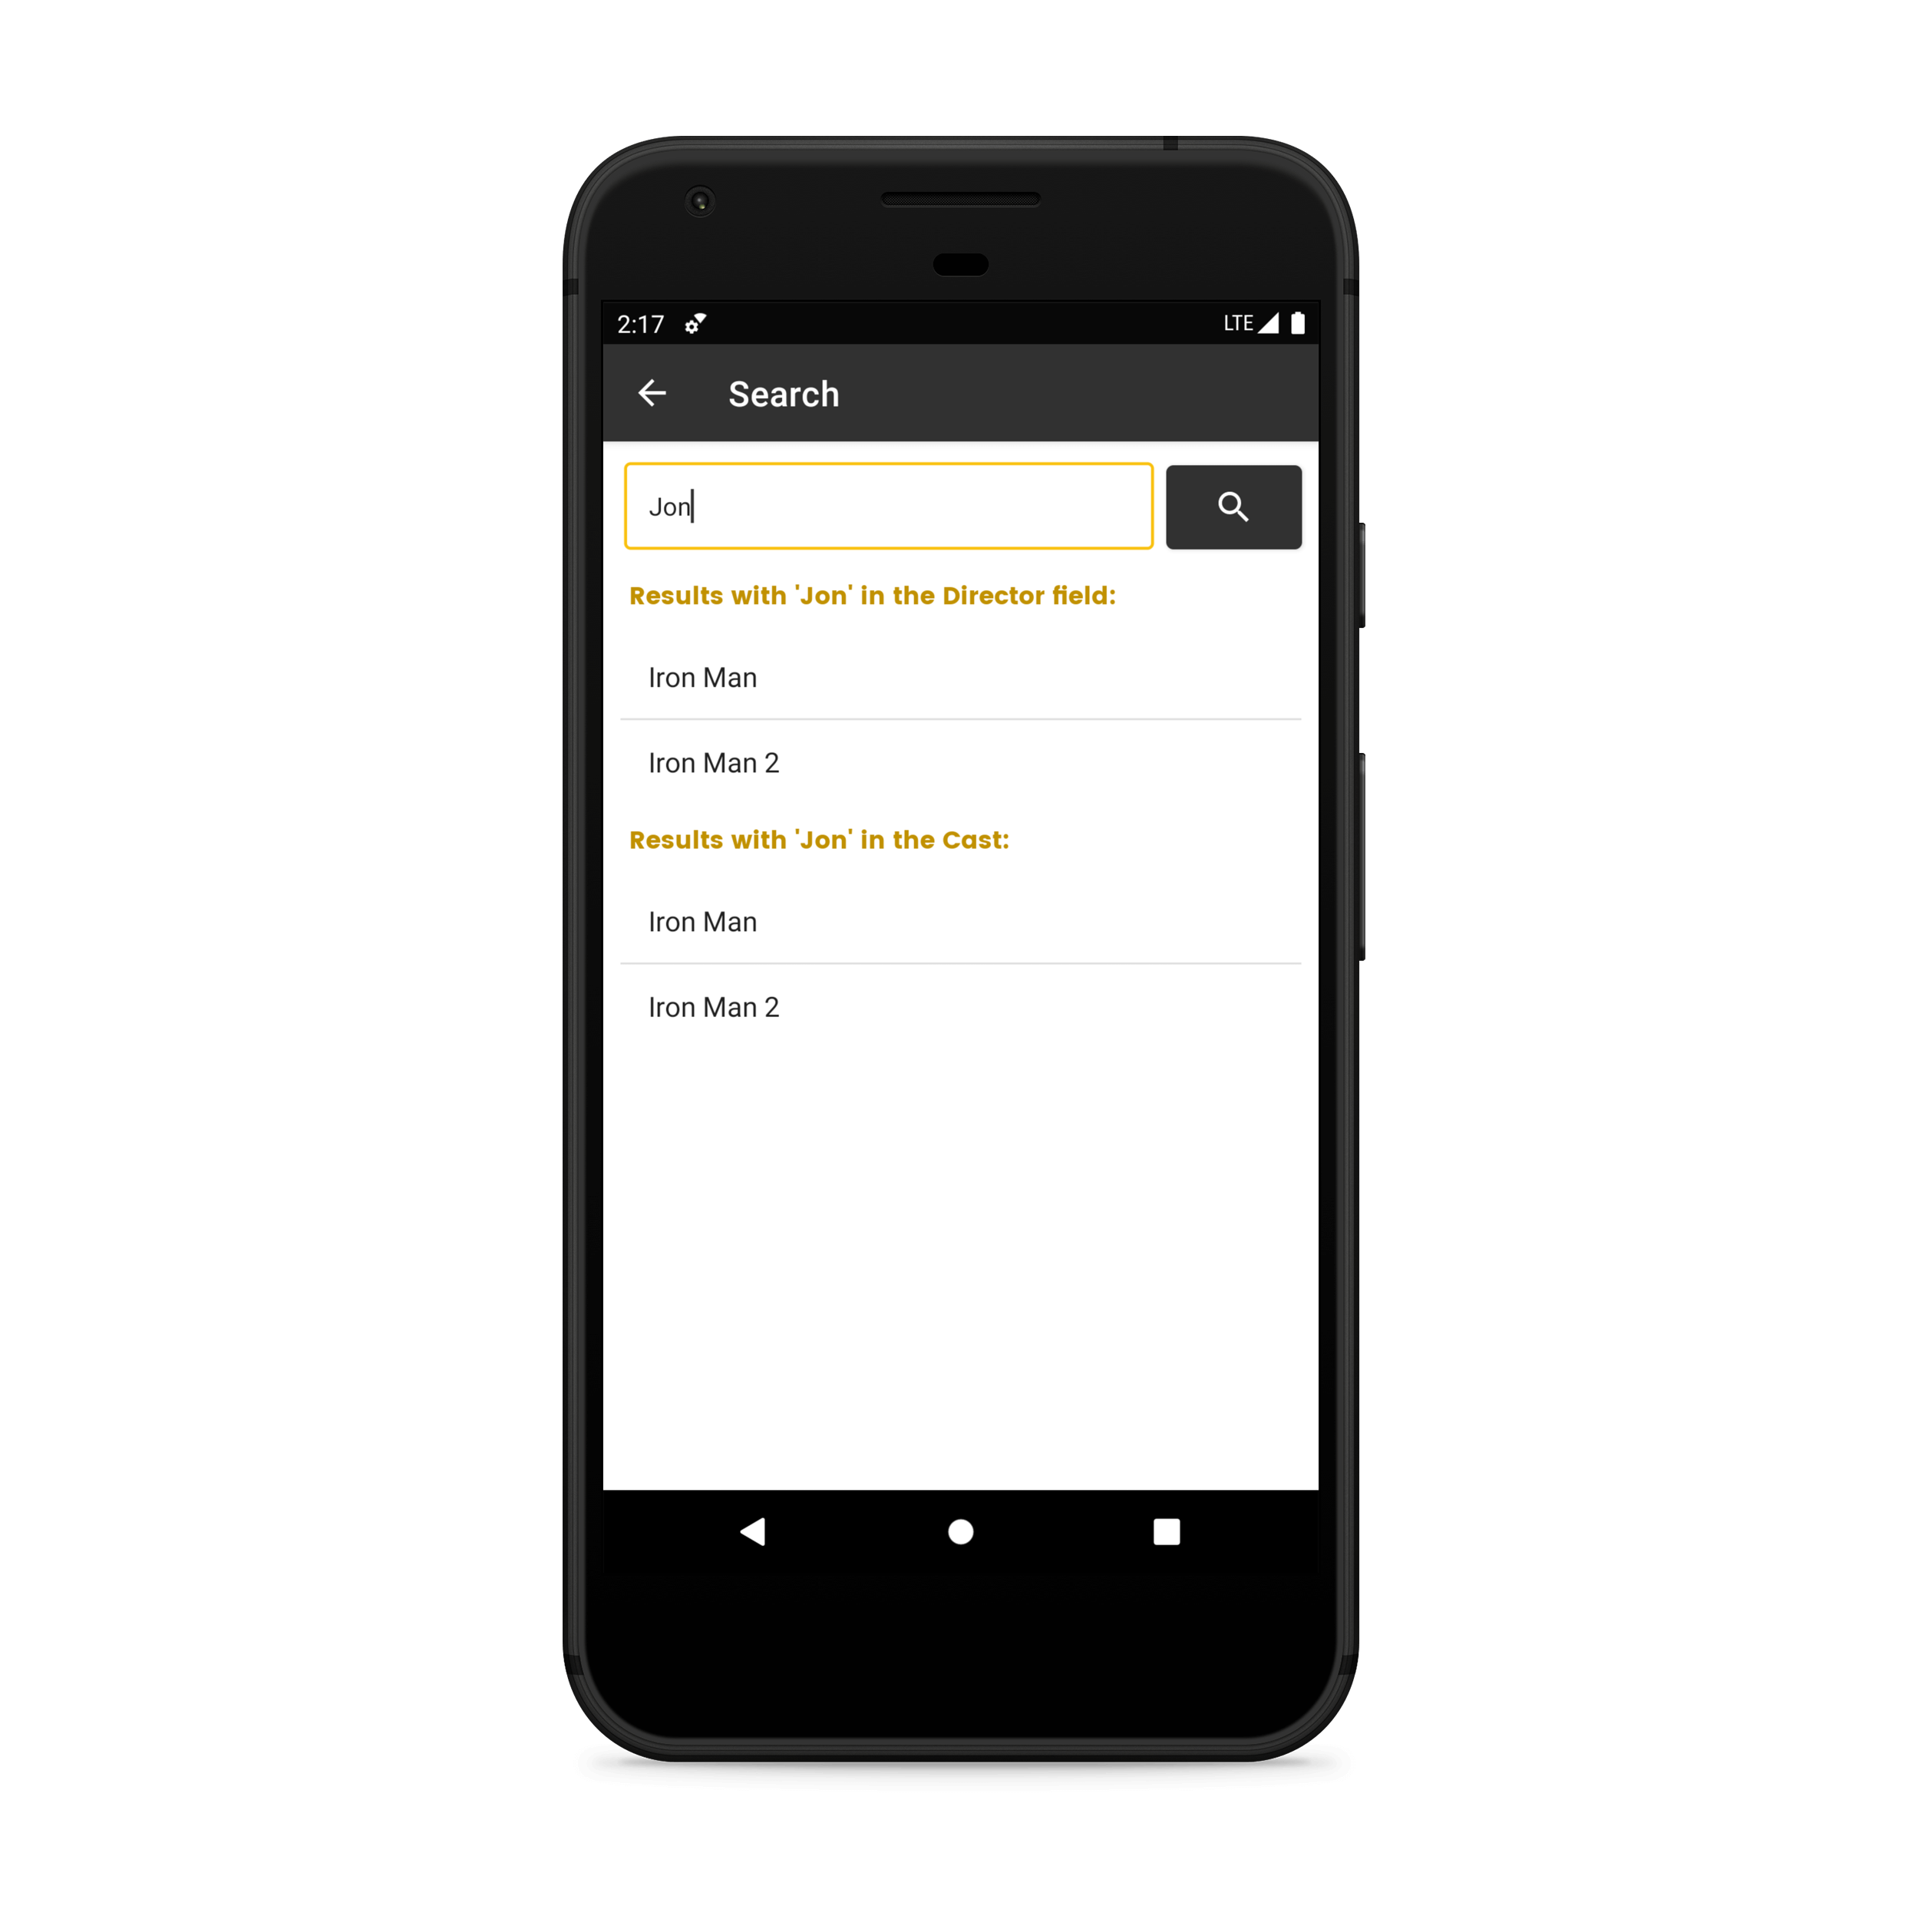 2:17 LTE
Search
Jon
Results with 'Jon' in the Director field:
Iron Man
Iron Man 2
Results with 'Jon' in the Cast:
Iron Man
Iron Man 2